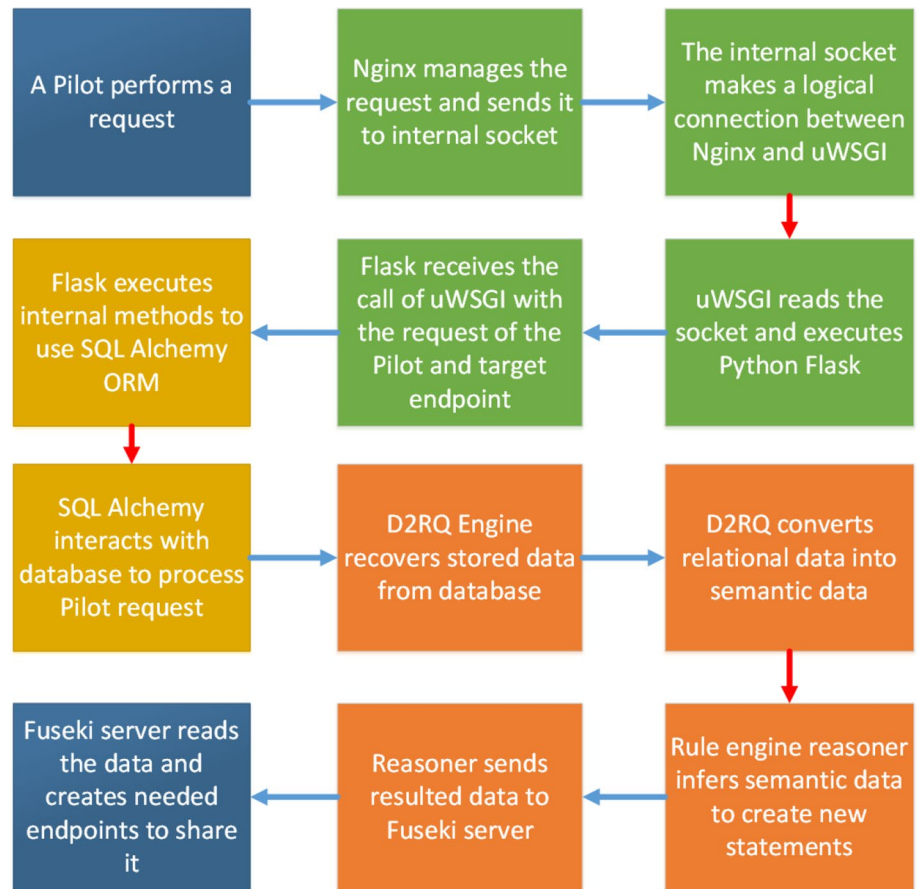 A Pilot performs a
request
Nginx manages the
request and sends it
to internal socket
The internal socket
makes a logical
connection between
Nginx and uWSGI
Flask executes
internal methods to
use SQL Alchemy
ORM
Flask receives the
call of uWSGI with
the request of the
Pilot and target
endpoint
uWSGI reads the
socket and executes
Python Flask
SQL Alchemy
interacts with
database to process
Pilot request
D2RQ Engine
recovers stored data
from database
D2RQ converts
relational data into
semantic data
Fuseki server reads
the data and
creates needed
endpoints to share
it
Reasoner sends
resulted data to
Fuseki server
Rule engine reasoner
infers semantic data
to create new
statements